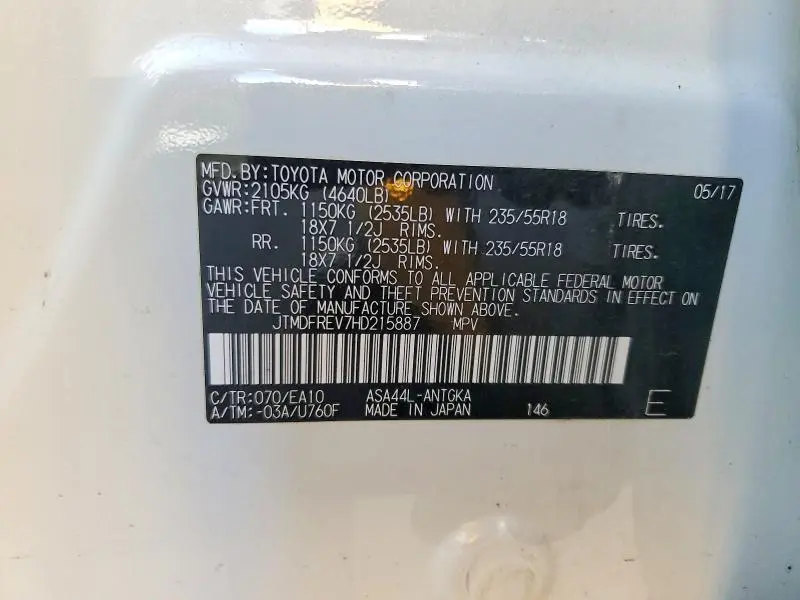 MFD.BY:TOYOTA MOTOR CORPORATION 05/17
GVWR:2105KG (4640LB)
GAWR:FRT. 1150KG (2535LB) WITH 235/55R18 TIRES.
18X7 1/2J RIMS.
RR. 1150KG (2535LB) WITH 235/55R18 TIRES.
18X7 1/2J RIMS.
THIS VEHICLE CONFORMS TO ALL APPLICABLE FEDERAL MOTOR
VEHICLE SAFETY AND THEFT PREVENTION STANDARDS IN EFFECT ON
THE DATE OF MANUFACTURE SHOWN ABOVE.
JTMDFREV7HD215887 MPV
C/TR:070/EA10 ASA44L-ANTGKA
A/TM:-03A/U760F MADE IN JAPAN 146 E